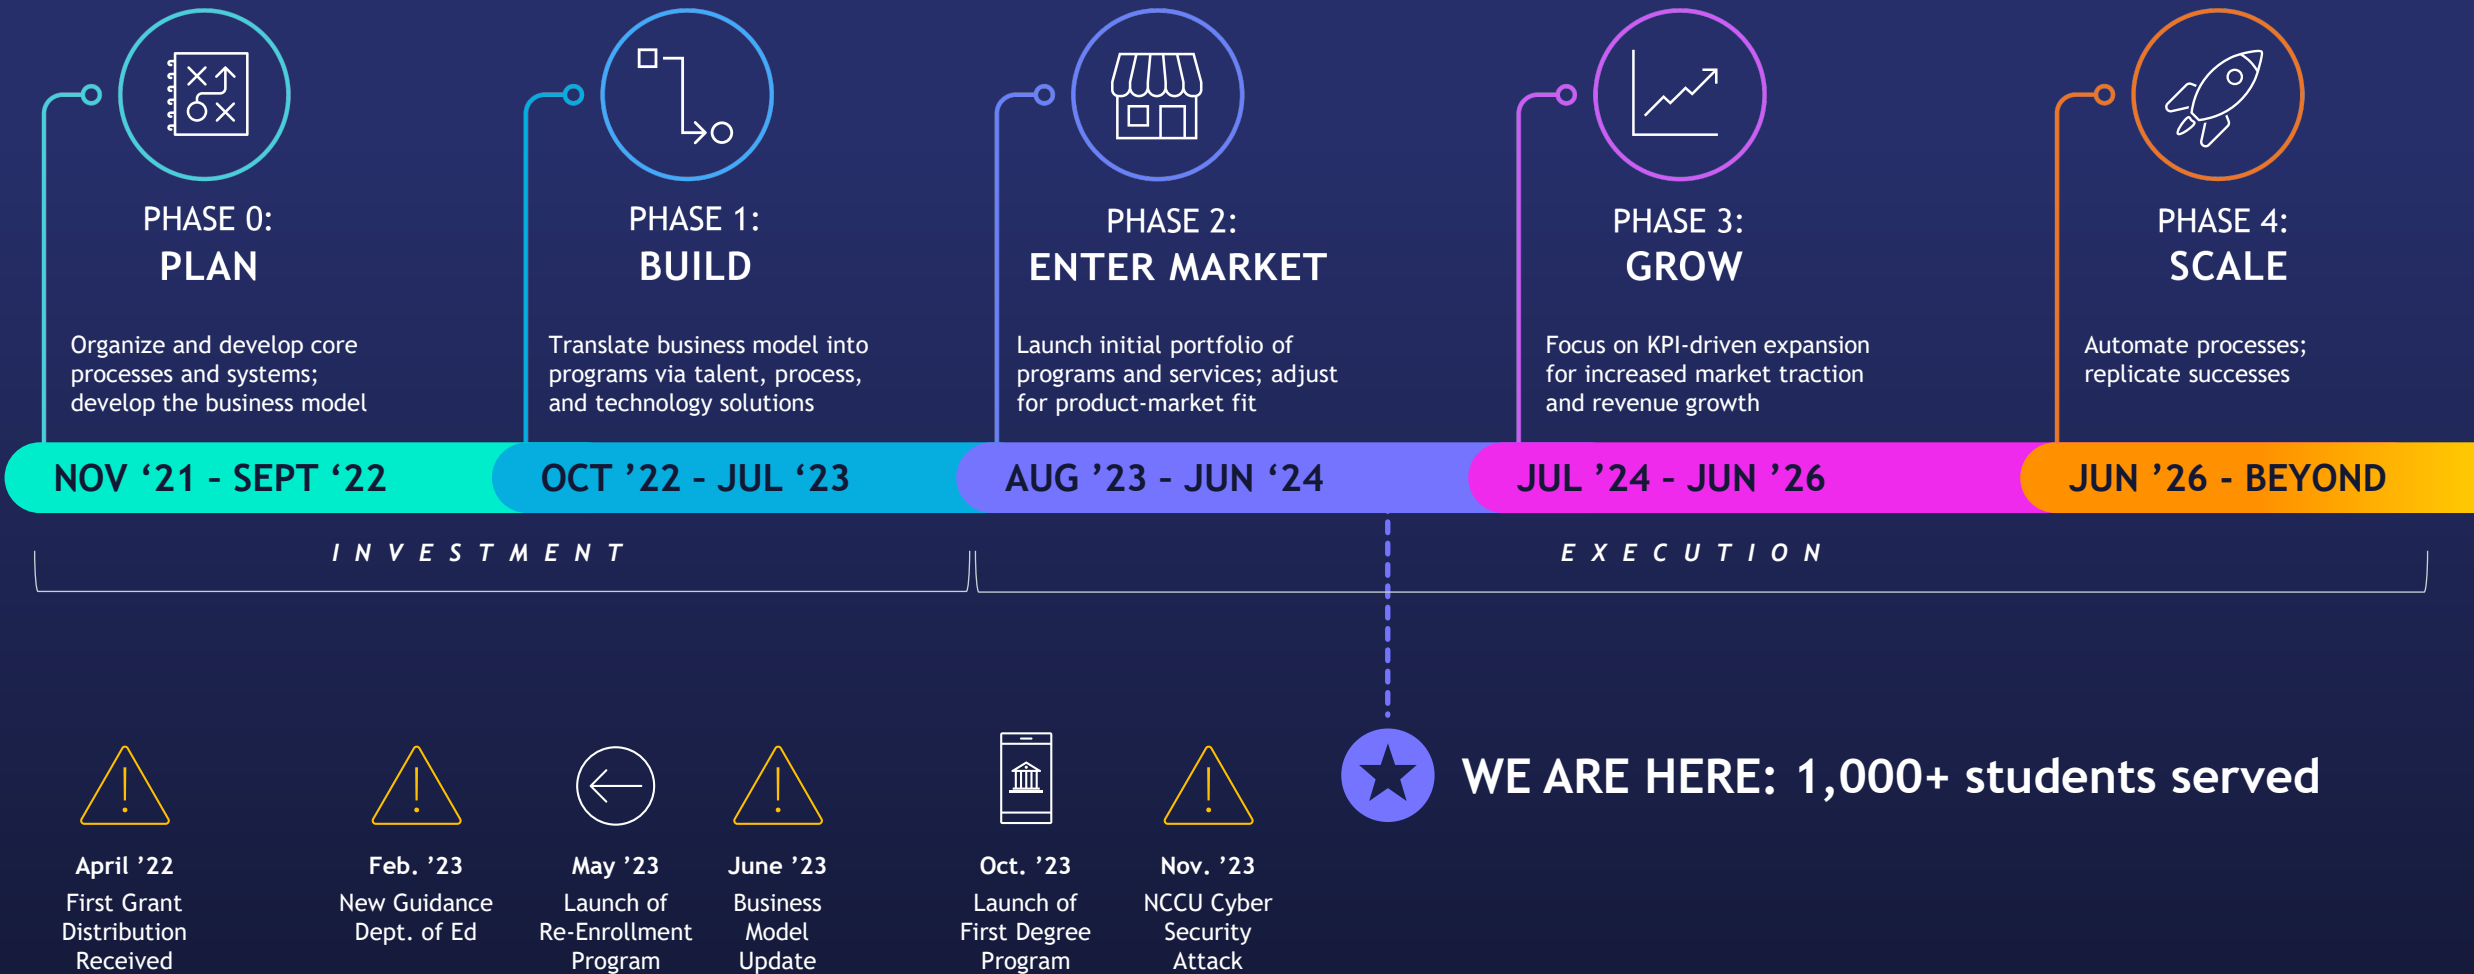 PHASE 0:
PLAN
Organize and develop core
processes and systems;
develop the business model
PHASE 1:
BUILD
Translate business model into
programs via talent, process,
and technology solutions
PHASE 2:
ENTER MARKET
Launch initial portfolio of
programs and services; adjust
for product-market fit
PHASE 3:
GROW
Focus on KPI-driven expansion
for increased market traction
and revenue growth
PHASE 4:
SCALE
Automate processes;
replicate successes
NOV ‘21 – SEPT ‘22
OCT ’22 – JUL ‘23
AUG ’23 – JUN ‘24
JUL ’24 – JUN ’26
JUN ’26 - BEYOND
INVESTMENT
EXECUTION
WE ARE HERE: 1,000+ students served
April ’22
First Grant
Distribution
Received
Feb. ’23
New Guidance
Dept. of Ed
May ’23
Launch of
Re-Enrollment
Program
June ’23
Business
Model
Update
Oct. ’23
Launch of
First Degree
Program
Nov. ’23
NCCU Cyber
Security
Attack